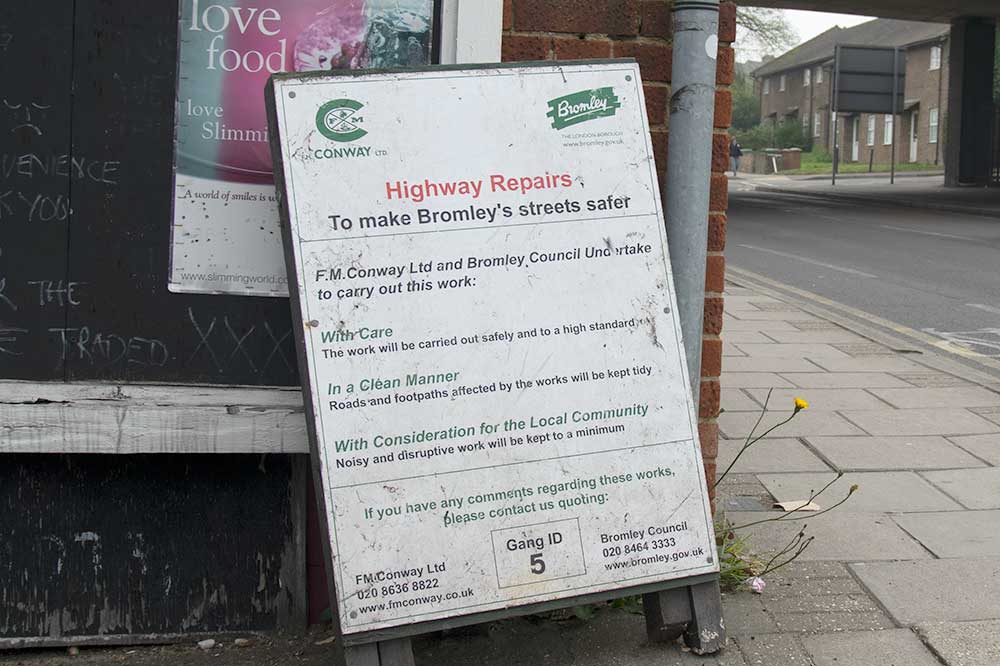 love
food
love
Slimming
A world of smiles is
www.slimmingworld.co
YOU
THE
TRADED XXX
F M
CONWAY LTD.
Bromley
THE LONDON BOROUGH
www.bromley.gov.uk
Highway Repairs
To make Bromley's streets safer
F.M.Conway Ltd and Bromley Council Undertake
to carry out this work:
With Care
The work will be carried out safely and to a high standard
In a Clean Manner
Roads and footpaths affected by the works will be kept tidy
With Consideration for the Local Community
Noisy and disruptive work will be kept to a minimum
If you have any comments regarding these works,
please contact us quoting:
FM Conway Ltd
020 8636 8822
www.fmconway.co.uk
Gang ID
5
Bromley Council
020 8464 3333
www.bromley.gov.uk